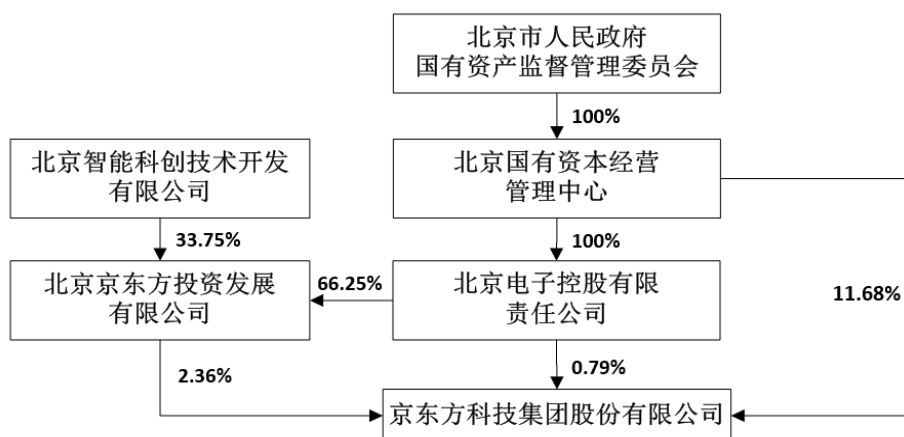 北京市人民政府
国有资产监督管理委员会
100%
北京智能科创技术开发
有限公司
北京国有资本经营
管理中心
33.75%
100%
北京京东方投资发展
有限公司
66.25%
北京电子控股有限
责任公司
11.68%
2.36%
0.79%
京东方科技集团股份有限公司